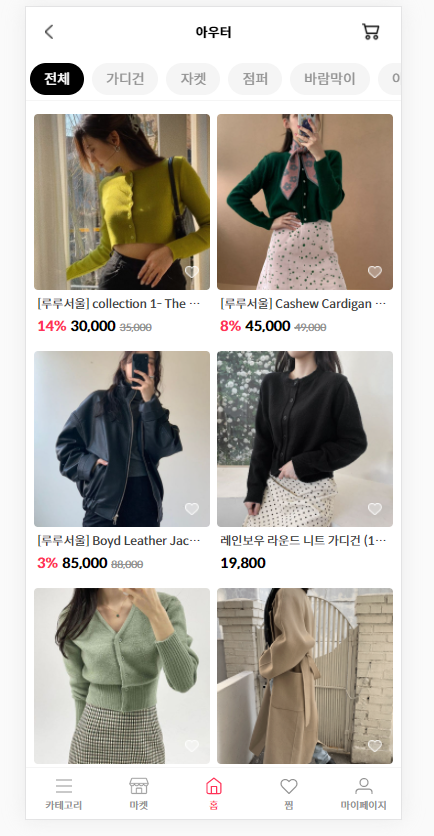 아우터
전체 가디건 자켓 점퍼 바람막이
[루루서울] collection 1- The ...
14% 30,000 35,000
[루루서울] Cashew Cardigan ...
8% 45,000 49,000
[루루서울] Boyd Leather Jac...
3% 85,000 88,000
레인보우 라운드 니트 가디건 (1...
19,800
카테고리 마켓 홈 찜 마이페이지